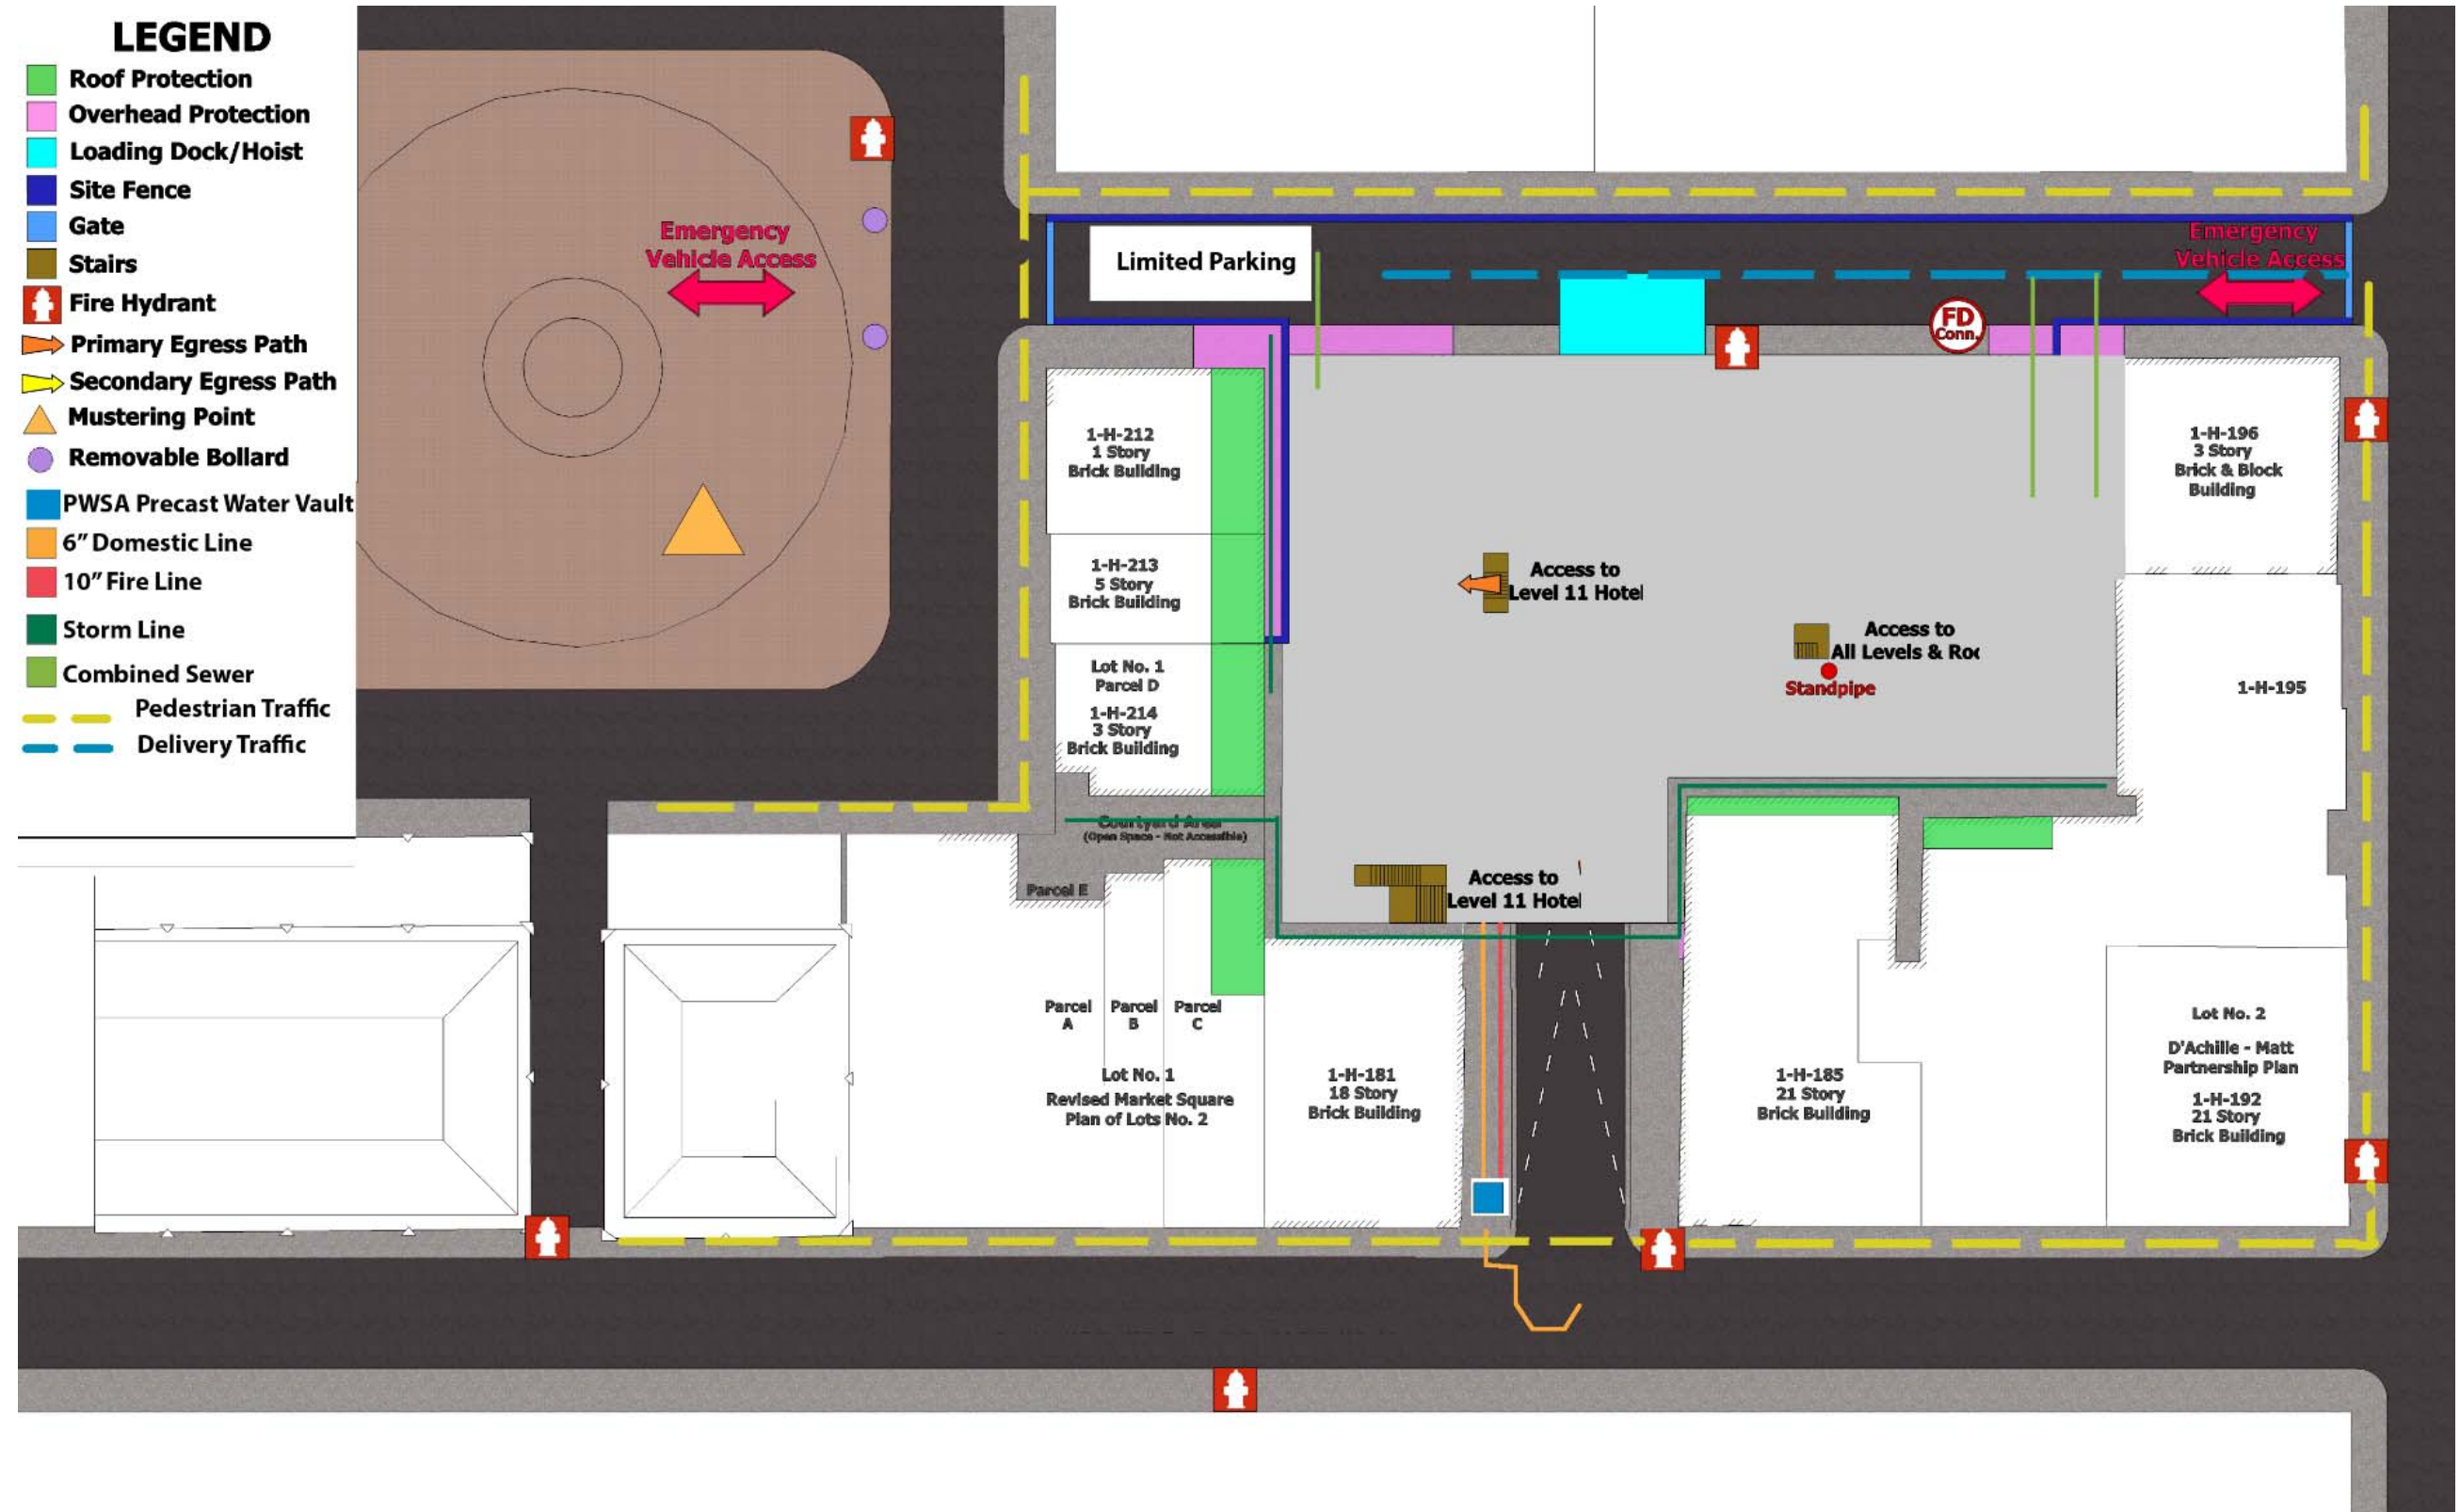 LEGEND
Roof Protection
Overhead Protection
Loading Dock/Hoist
Site Fence
Gate
Stairs
Fire Hydrant
Primary Egress Path
Secondary Egress Path
Mustering Point
Removable Bollard
PWSA Precast Water Vault
6" Domestic Line
10" Fire Line
Storm Line
Combined Sewer
Pedestrian Traffic
Delivery Traffic
Emergency
Vehicle Access
Limited Parking
Emergency
Vehicle Access
FD
Conn.
1-H-212
1 Story
Brick Building
1-H-213
5 Story
Brick Building
Lot No. 1
Parcel D
1-H-214
3 Story
Brick Building
Courtyard Area
(Open Space - Not Accessible)
Parcel E
1-H-196
3 Story
Brick & Block
Building
1-H-195
Access to
Level 11 Hotel
Access to
All Levels & Roo
Standpipe
Access to
Level 11 Hotel
Parcel
A
Parcel
B
Parcel
C
Lot No. 1
Revised Market Square
Plan of Lots No. 2
1-H-181
18 Story
Brick Building
1-H-185
21 Story
Brick Building
Lot No. 2
D'Achille - Matt
Partnership Plan
1-H-192
21 Story
Brick Building